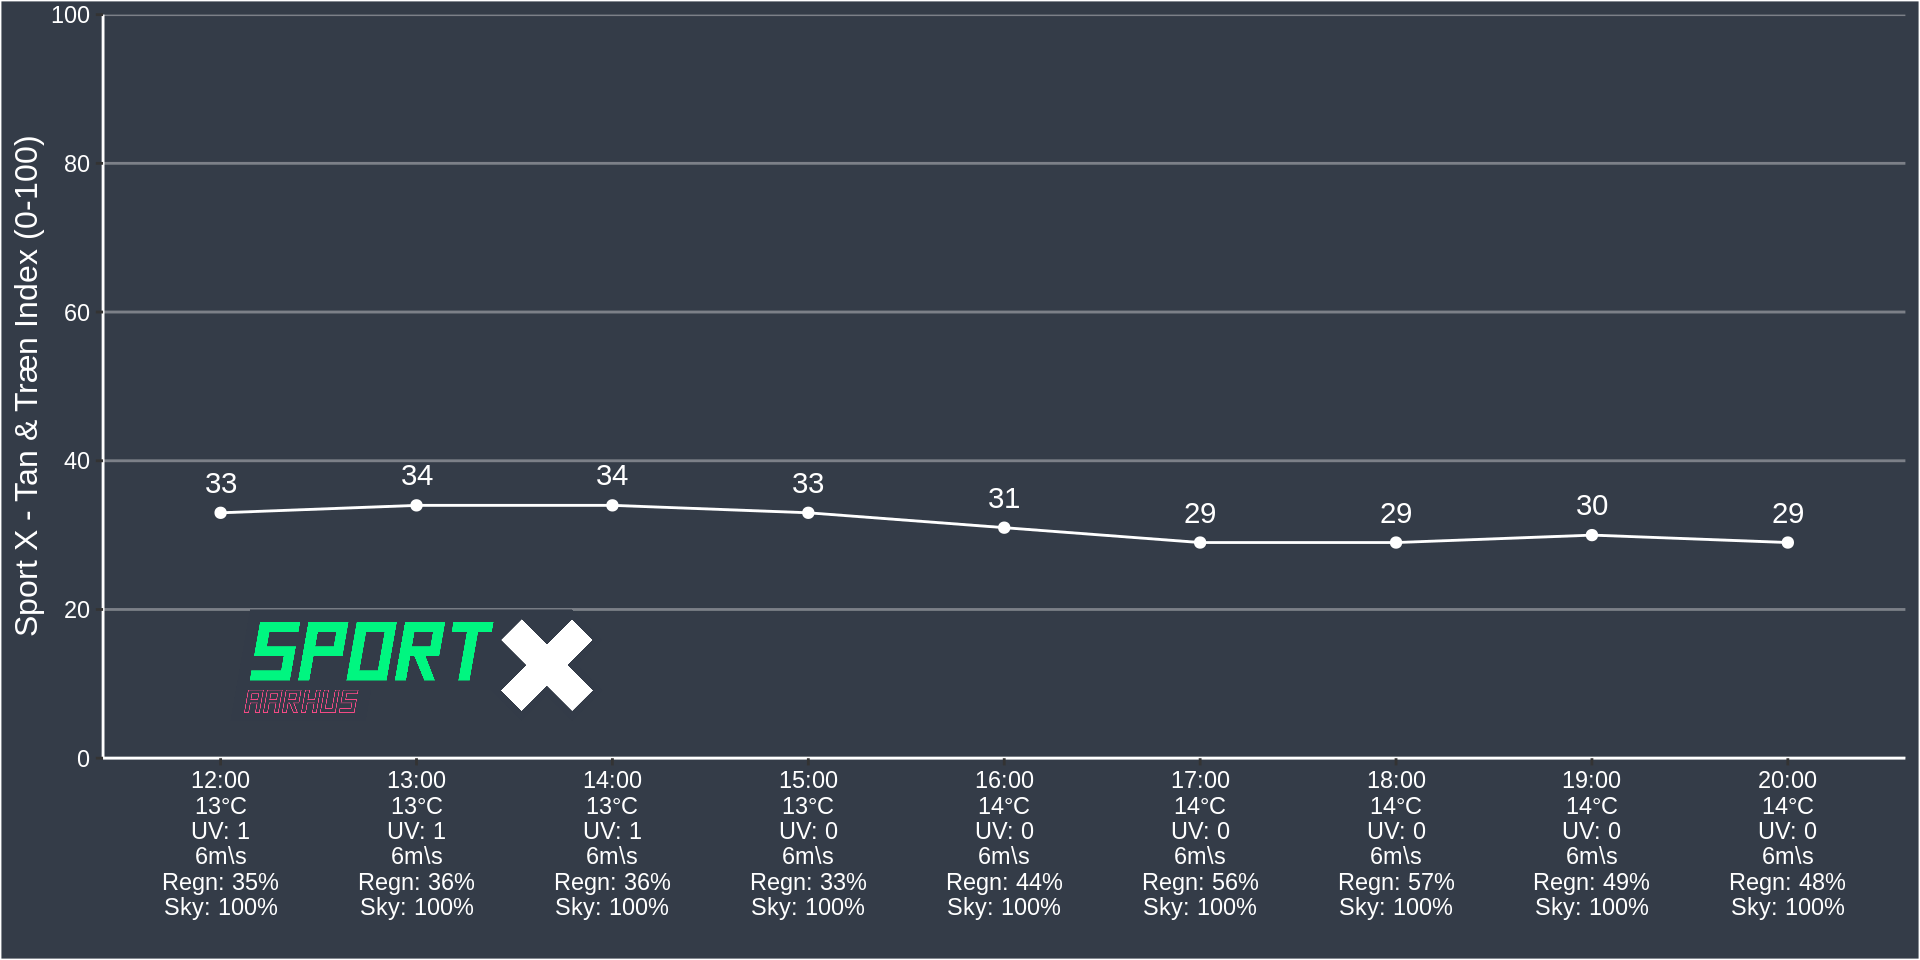 Sport X - Tan & Træn Index (0-100)
100
80
60
40
20
0
33 34 34 33 31 29 29 30 29
SPORT X
AARHUS
12:00 13:00 14:00 15:00 16:00 17:00 18:00 19:00 20:00
13°C 13°C 13°C 13°C 14°C 14°C 14°C 14°C 14°C
UV: 1 UV: 1 UV: 1 UV: 0 UV: 0 UV: 0 UV: 0 UV: 0 UV: 0
6m\s 6m\s 6m\s 6m\s 6m\s 6m\s 6m\s 6m\s 6m\s
Regn: 35% Regn: 36% Regn: 36% Regn: 33% Regn: 44% Regn: 56% Regn: 57% Regn: 49% Regn: 48%
Sky: 100% Sky: 100% Sky: 100% Sky: 100% Sky: 100% Sky: 100% Sky: 100% Sky: 100% Sky: 100%